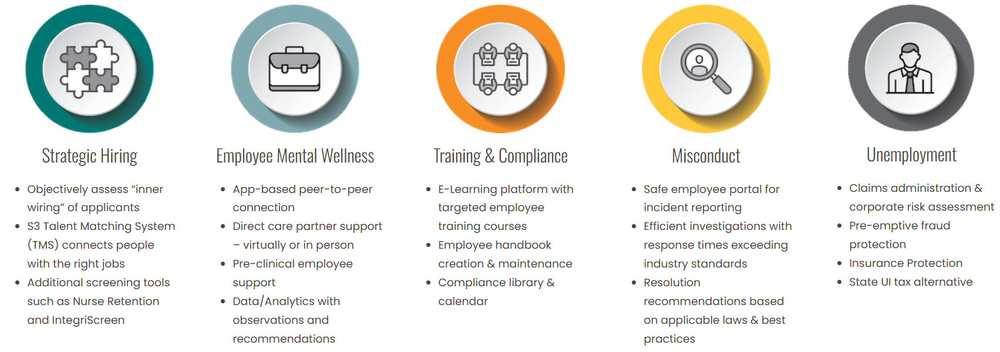 Strategic Hiring
• Objectively assess “inner
wiring” of applicants
• S3 Talent Matching System
(TMS) connects people
with the right jobs
• Additional screening tools
such as Nurse Retention
and IntegriScreen
Employee Mental Wellness
• App-based peer-to-peer
connection
• Direct care partner support
– virtually or in person
• Pre-clinical employee
support
• Data/Analytics with
observations and
recommendations
Training & Compliance
• E-Learning platform with
targeted employee
training courses
• Employee handbook
creation & maintenance
• Compliance library &
calendar
Misconduct
• Safe employee portal for
incident reporting
• Efficient investigations with
response times exceeding
industry standards
• Resolution
recommendations based
on applicable laws & best
practices
Unemployment
• Claims administration &
corporate risk assessment
• Pre-emptive fraud
protection
• Insurance Protection
• State UI tax alternative